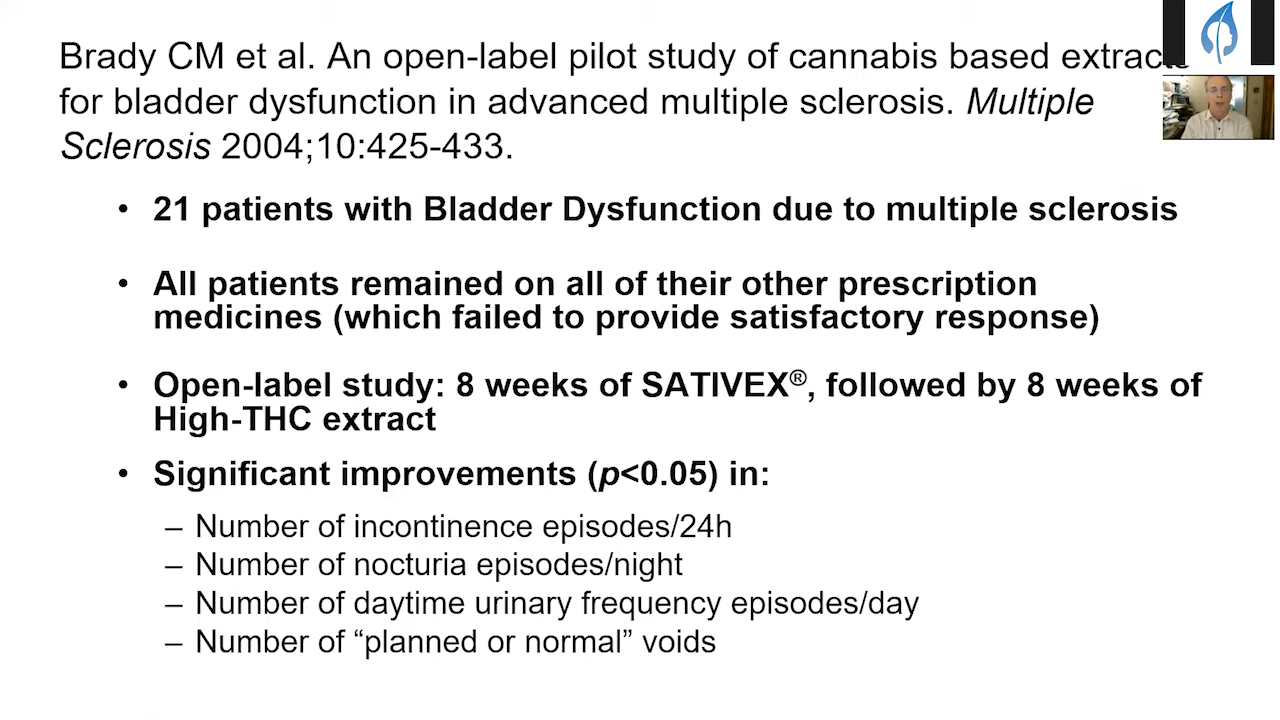 Brady CM et al. An open-label pilot study of cannabis based extracts
for bladder dysfunction in advanced multiple sclerosis. Multiple
Sclerosis 2004;10:425-433.
• 21 patients with Bladder Dysfunction due to multiple sclerosis
• All patients remained on all of their other prescription
medicines (which failed to provide satisfactory response)
• Open-label study: 8 weeks of SATIVEX®, followed by 8 weeks of
High-THC extract
• Significant improvements (p<0.05) in:
– Number of incontinence episodes/24h
– Number of nocturia episodes/night
– Number of daytime urinary frequency episodes/day
– Number of “planned or normal” voids